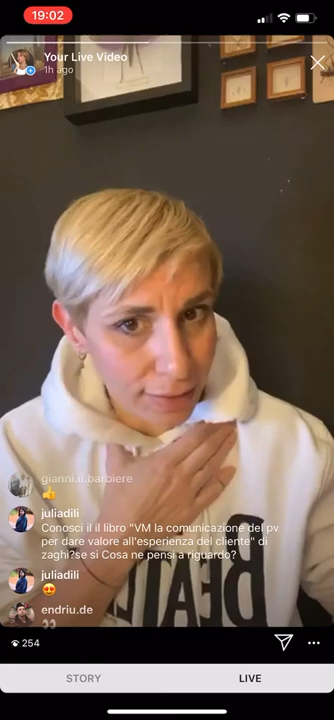 19:02
Your Live Video
1h ago
gianni.il.barbiere
juliadili
Conosci il il libro "VM la comunicazione del pv
per dare valore all'esperienza del cliente" di
zaghi?se si Cosa ne pensi a riguardo?
juliadili
endriu.de
254
STORY
LIVE